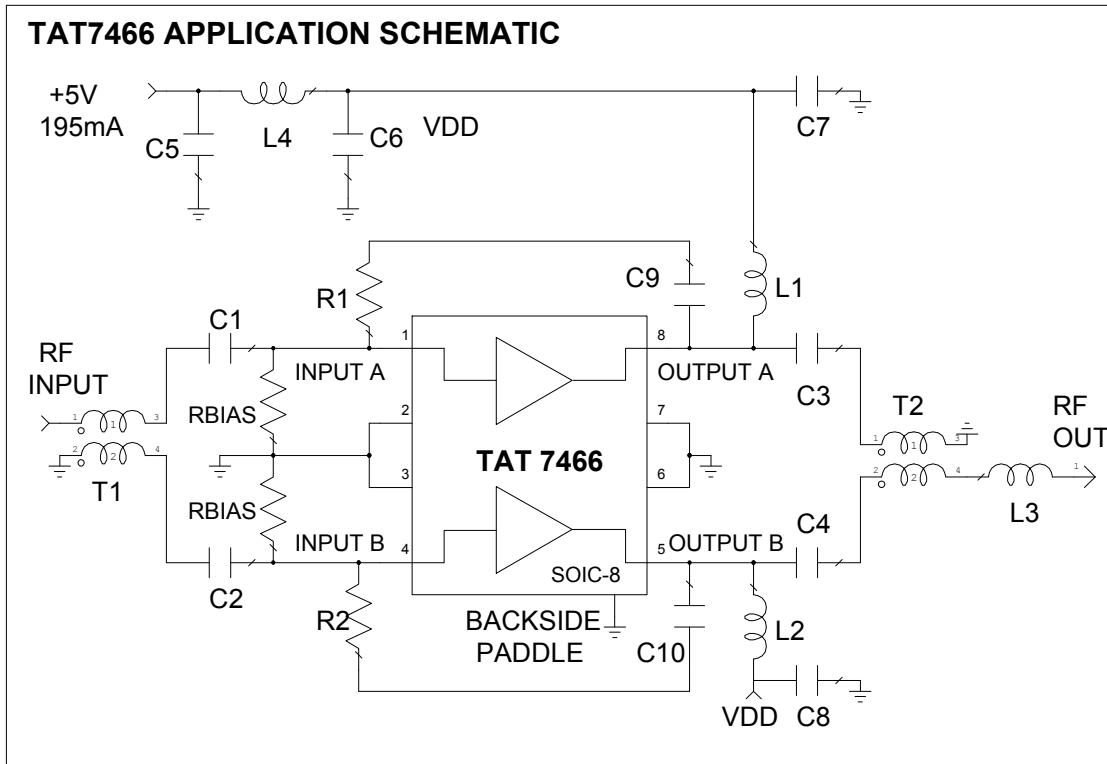 TAT7466 APPLICATION SCHEMATIC
+5V
195mA
C5
L4
C6
VDD
C7
R1
C9
L1
C1
1
8
RF
INPUT
INPUT A
OUTPUT A
C3
1
1
3
RBIAS
2
7
T2
RF
OUT
1
1
3
2
2
4
TAT 7466
T1
3
6
2
2
4
1
L3
RBIAS
C4
INPUT B
4
5
OUTPUT B
SOIC-8
C2
R2
BACKSIDE
PADDLE
C10
L2
VDD
C8